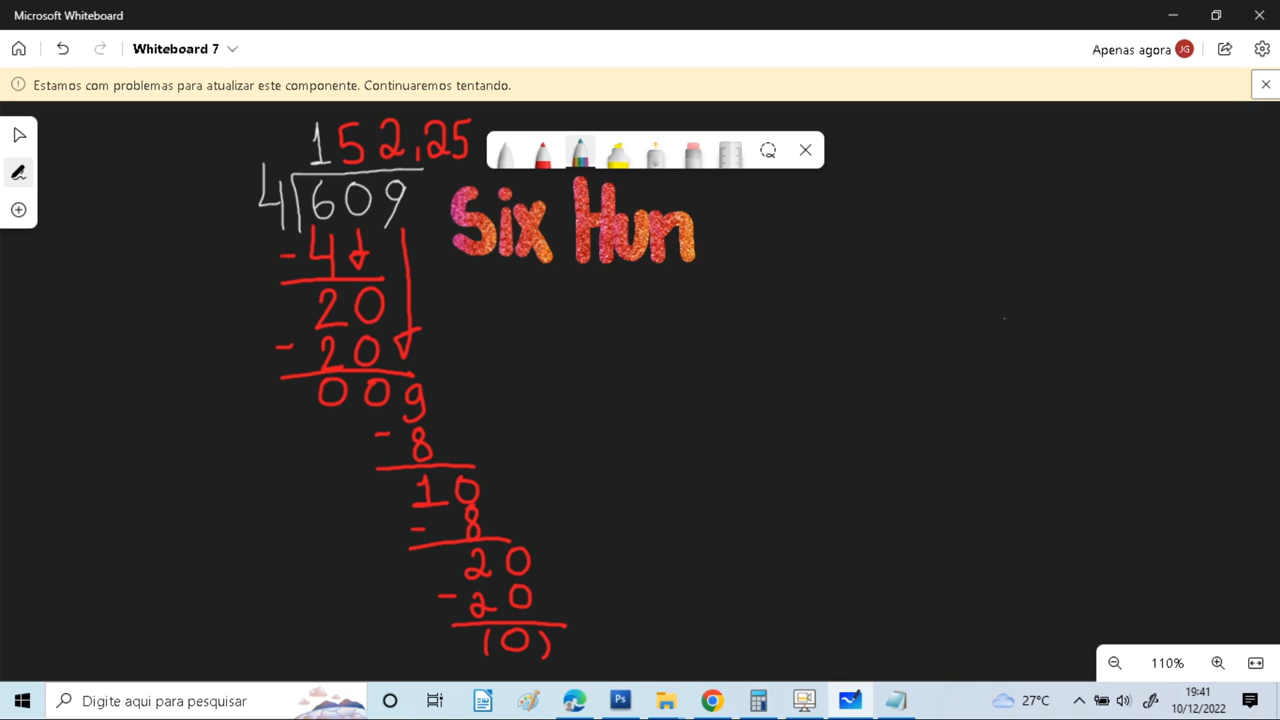 Microsoft Whiteboard
Whiteboard 7
Apenas agora JG
Estamos com problemas para atualizar este componente. Continuaremos tentando.
152.25
4 609
Six Hun
- 4
20
- 20
009
- 8
10
- 8
20
- 20
(0)
110%
Digite aqui para pesquisar
27°C
19:41
10/12/2022